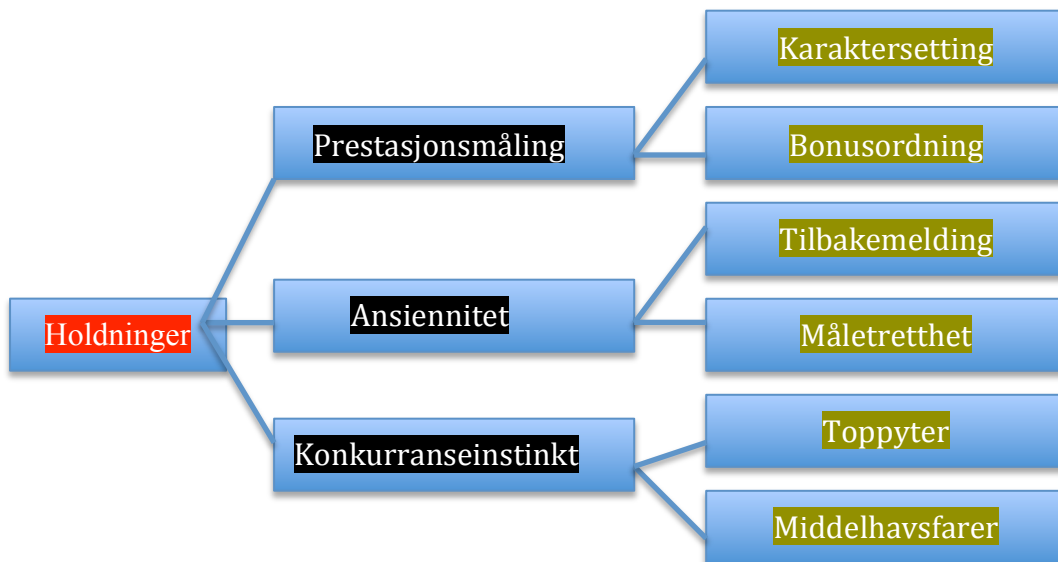 Holdninger
Prestasjonsmåling
Karaktersetting
Bonusordning
Ansiennitet
Tilbakemelding
Måletretthet
Konkurranseinstinkt
Toppyter
Middelhavsfarer